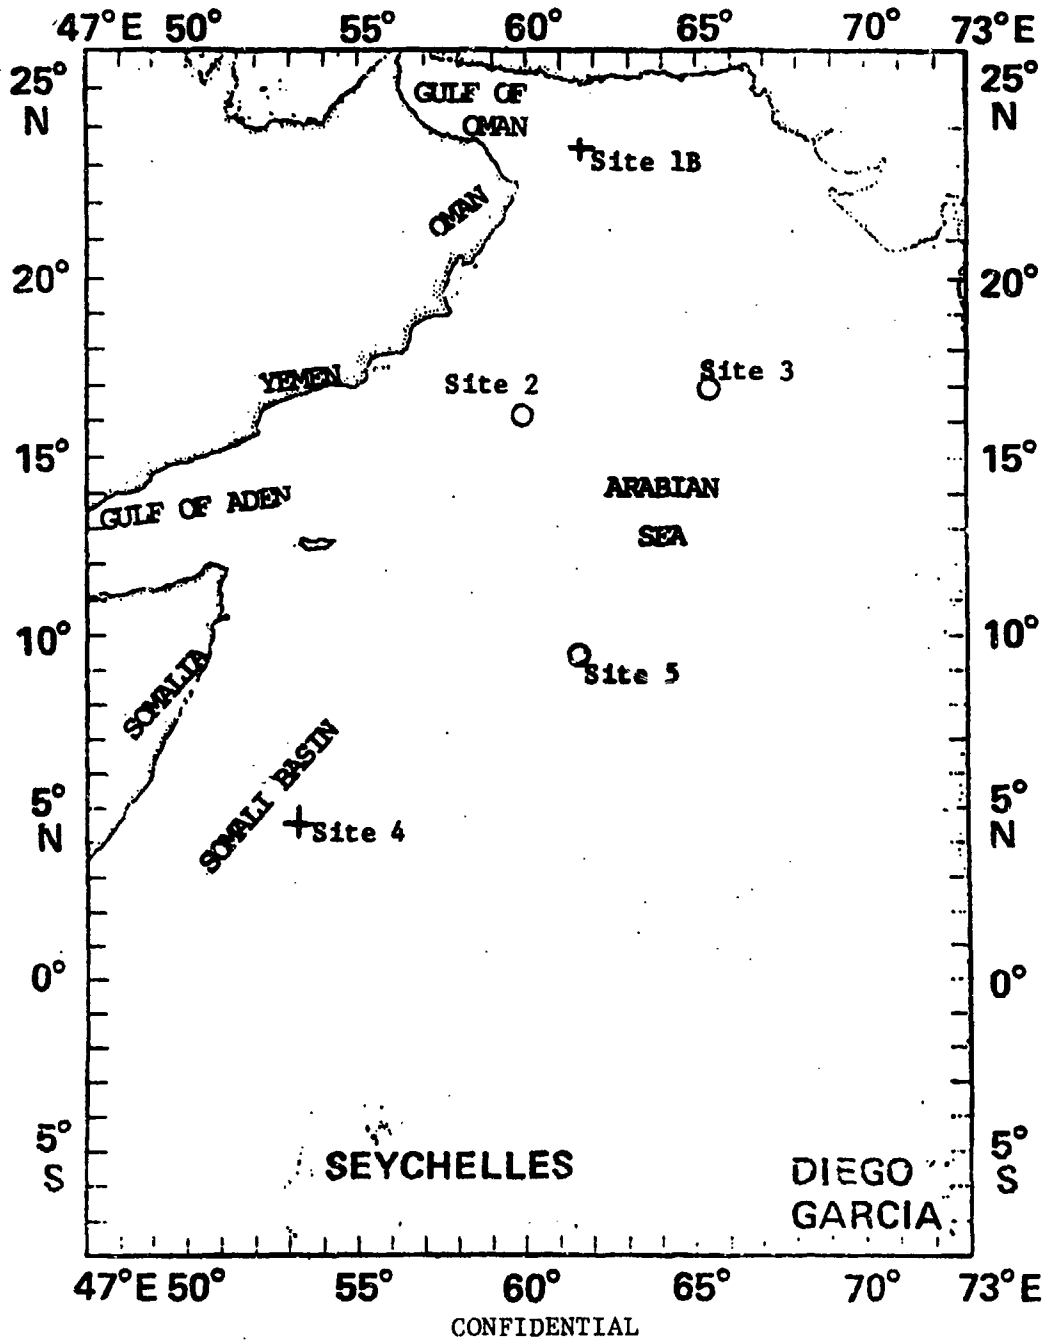 47°E 50° 55° 60° 65° 70° 73°E
25° 25°
N N
GULF OF
OMAN
Site 1B
OMAN
20° 20°
YEMEN
Site 2
Site 3
15° 15°
ARABIAN
SEA
GULF OF ADEN
10° 10°
SOMALIA
Site 5
SOMALI BASIN
5° 5°
N N
Site 4
0° 0°
5° 5°
S S
SEYCHELLES
DIEGO
GARCIA
47°E 50° 55° 60° 65° 70° 73°E
CONFIDENTIAL